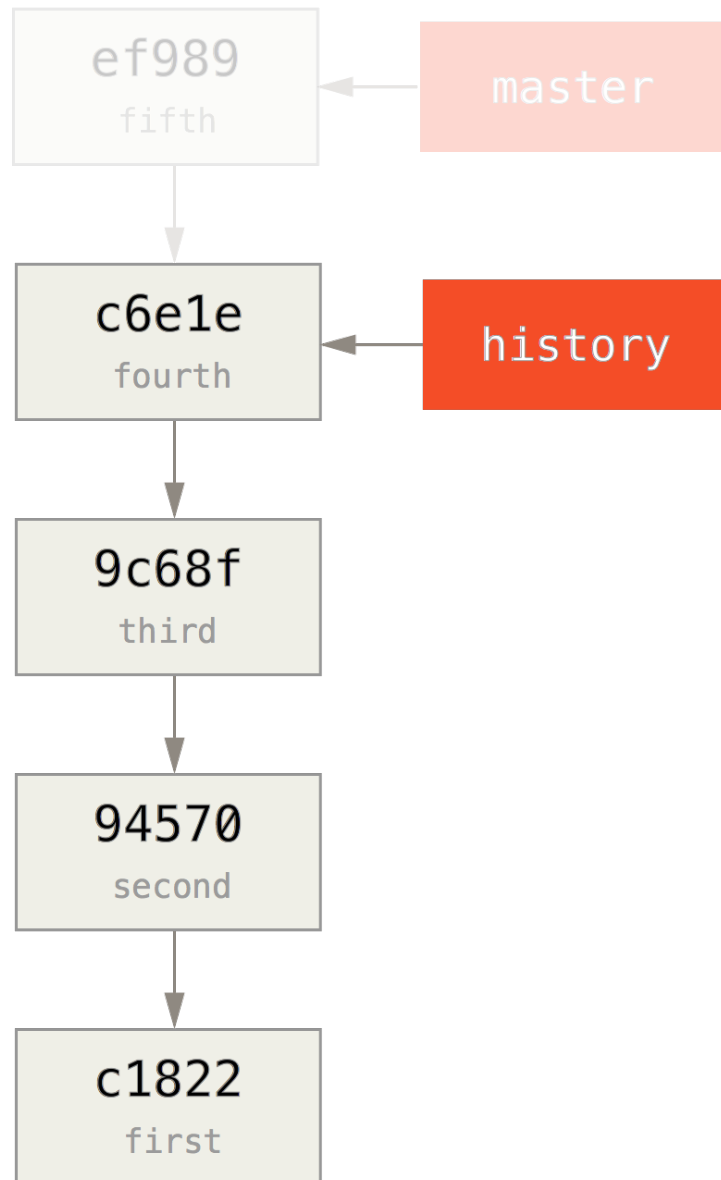 ef989
fifth
master
c6e1e
fourth
history
9c68f
third
94570
second
c1822
first